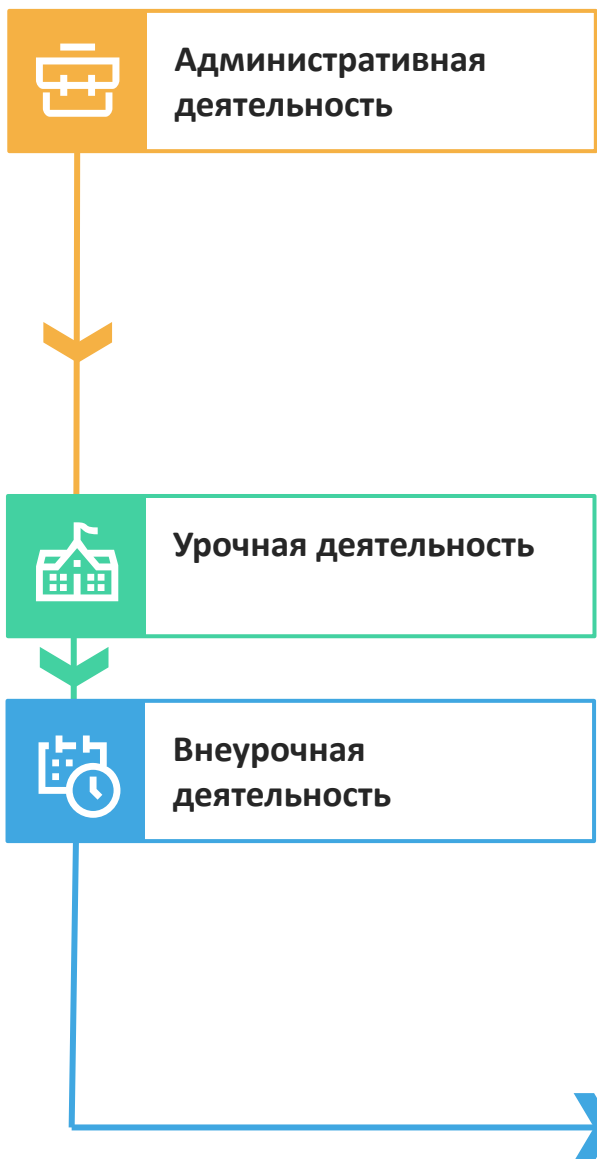 Административная
деятельность
Урочная деятельность
Внеурочная
деятельность